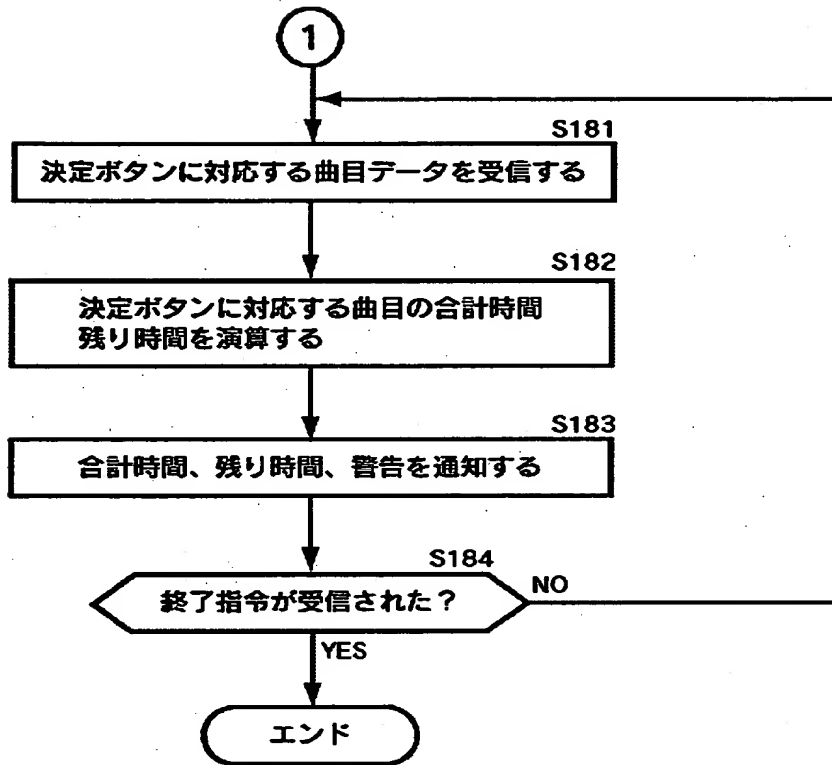 1
S181
決定ボタンに対応する曲目データを受信する
S182
決定ボタンに対応する曲目の合計時間
残り時間を演算する
S183
合計時間、残り時間、警告を通知する
S184
終了指令が受信された？
NO
YES
エンド